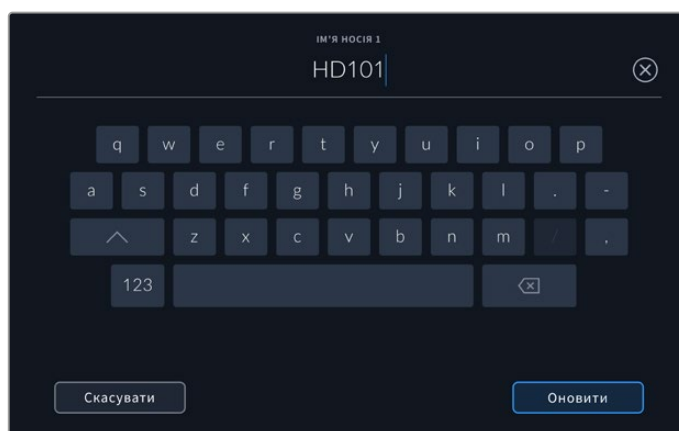 ІМ'Я НОСІЯ 1
HD101
q w e r t y u i o p
a s d f g h j k l . -
z x c v b n m / ,
123
Скасувати
Оновити